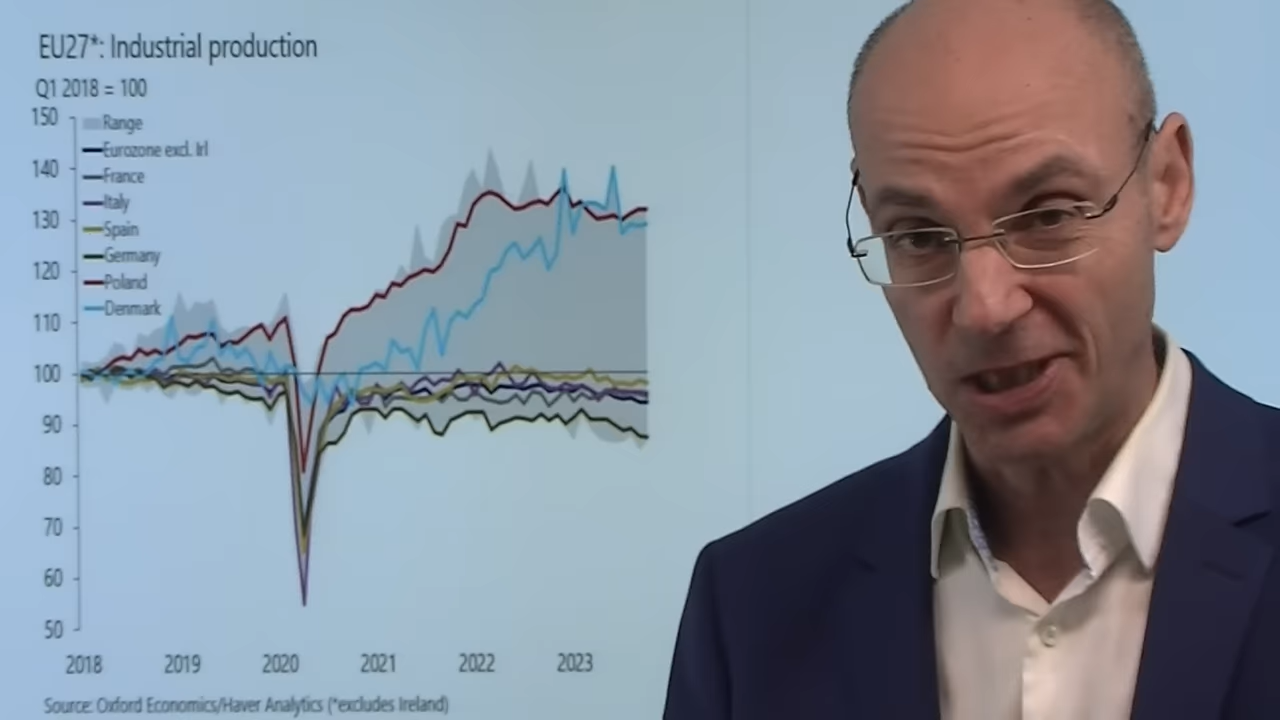 EU27*: Industrial production
Q1 2018 = 100
150
140
130
120
110
100
90
80
70
60
50
Range
Eurozone excl. Irl
France
Italy
Spain
Germany
Poland
Denmark
2018 2019 2020 2021 2022 2023
Source: Oxford Economics/Haver Analytics (*excludes Ireland)